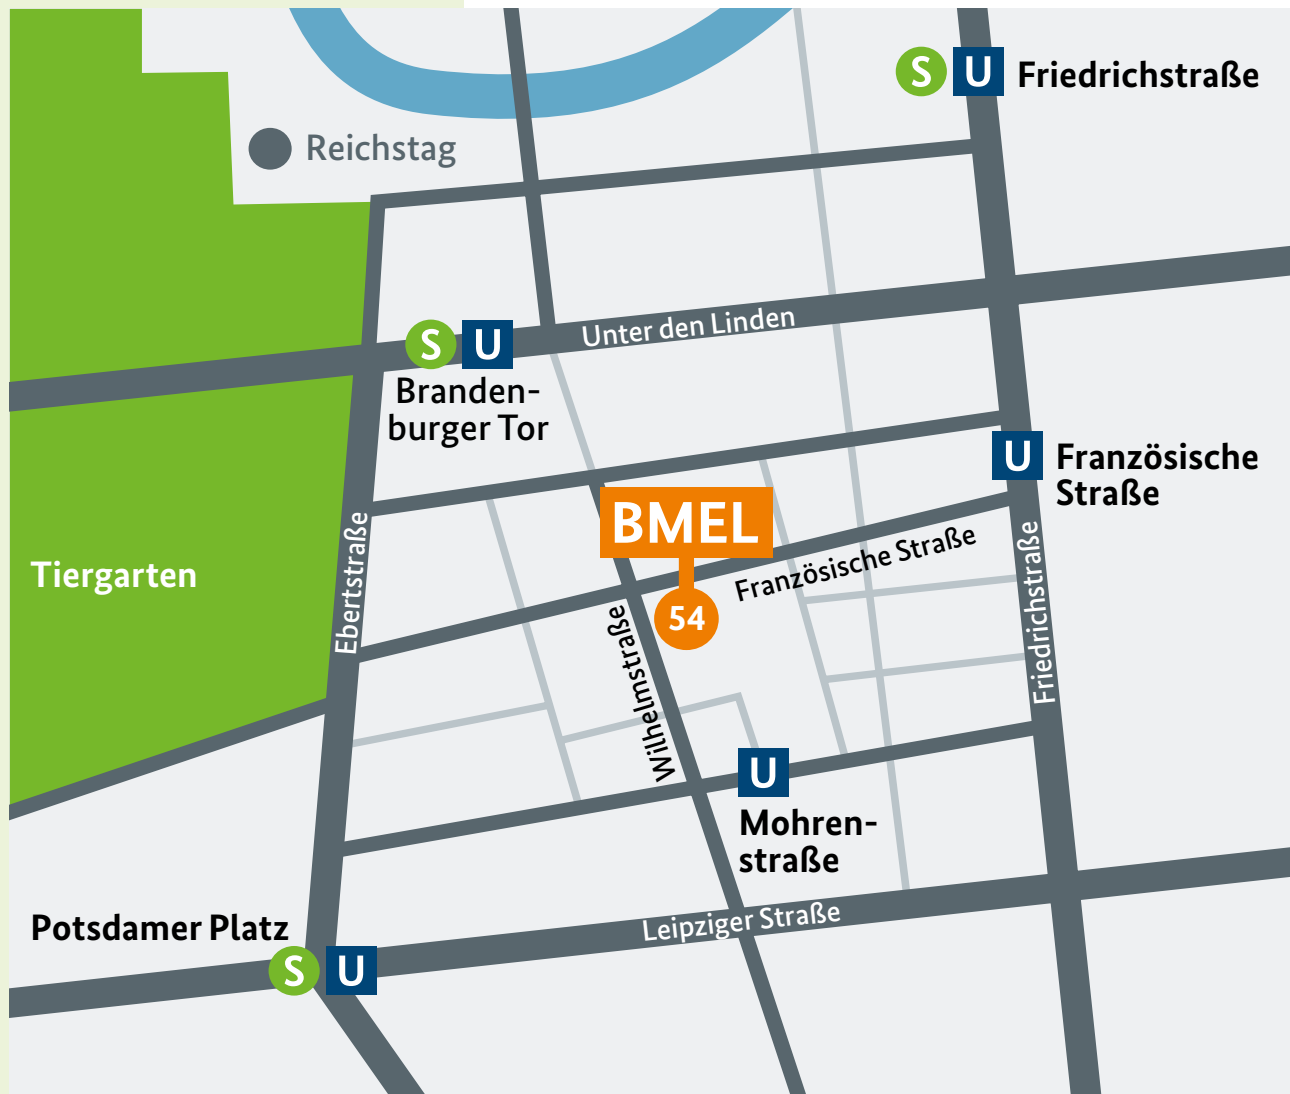 S U Friedrichstraße
Reichstag
Unter den Linden
S U
Branden-
burger Tor
U Französische
Straße
BMEL
54
Französische Straße
Tiergarten
Ebertstraße
Friedrichstraße
Wilhelmstraße
U
Mohren-
straße
Leipziger Straße
Potsdamer Platz
S U